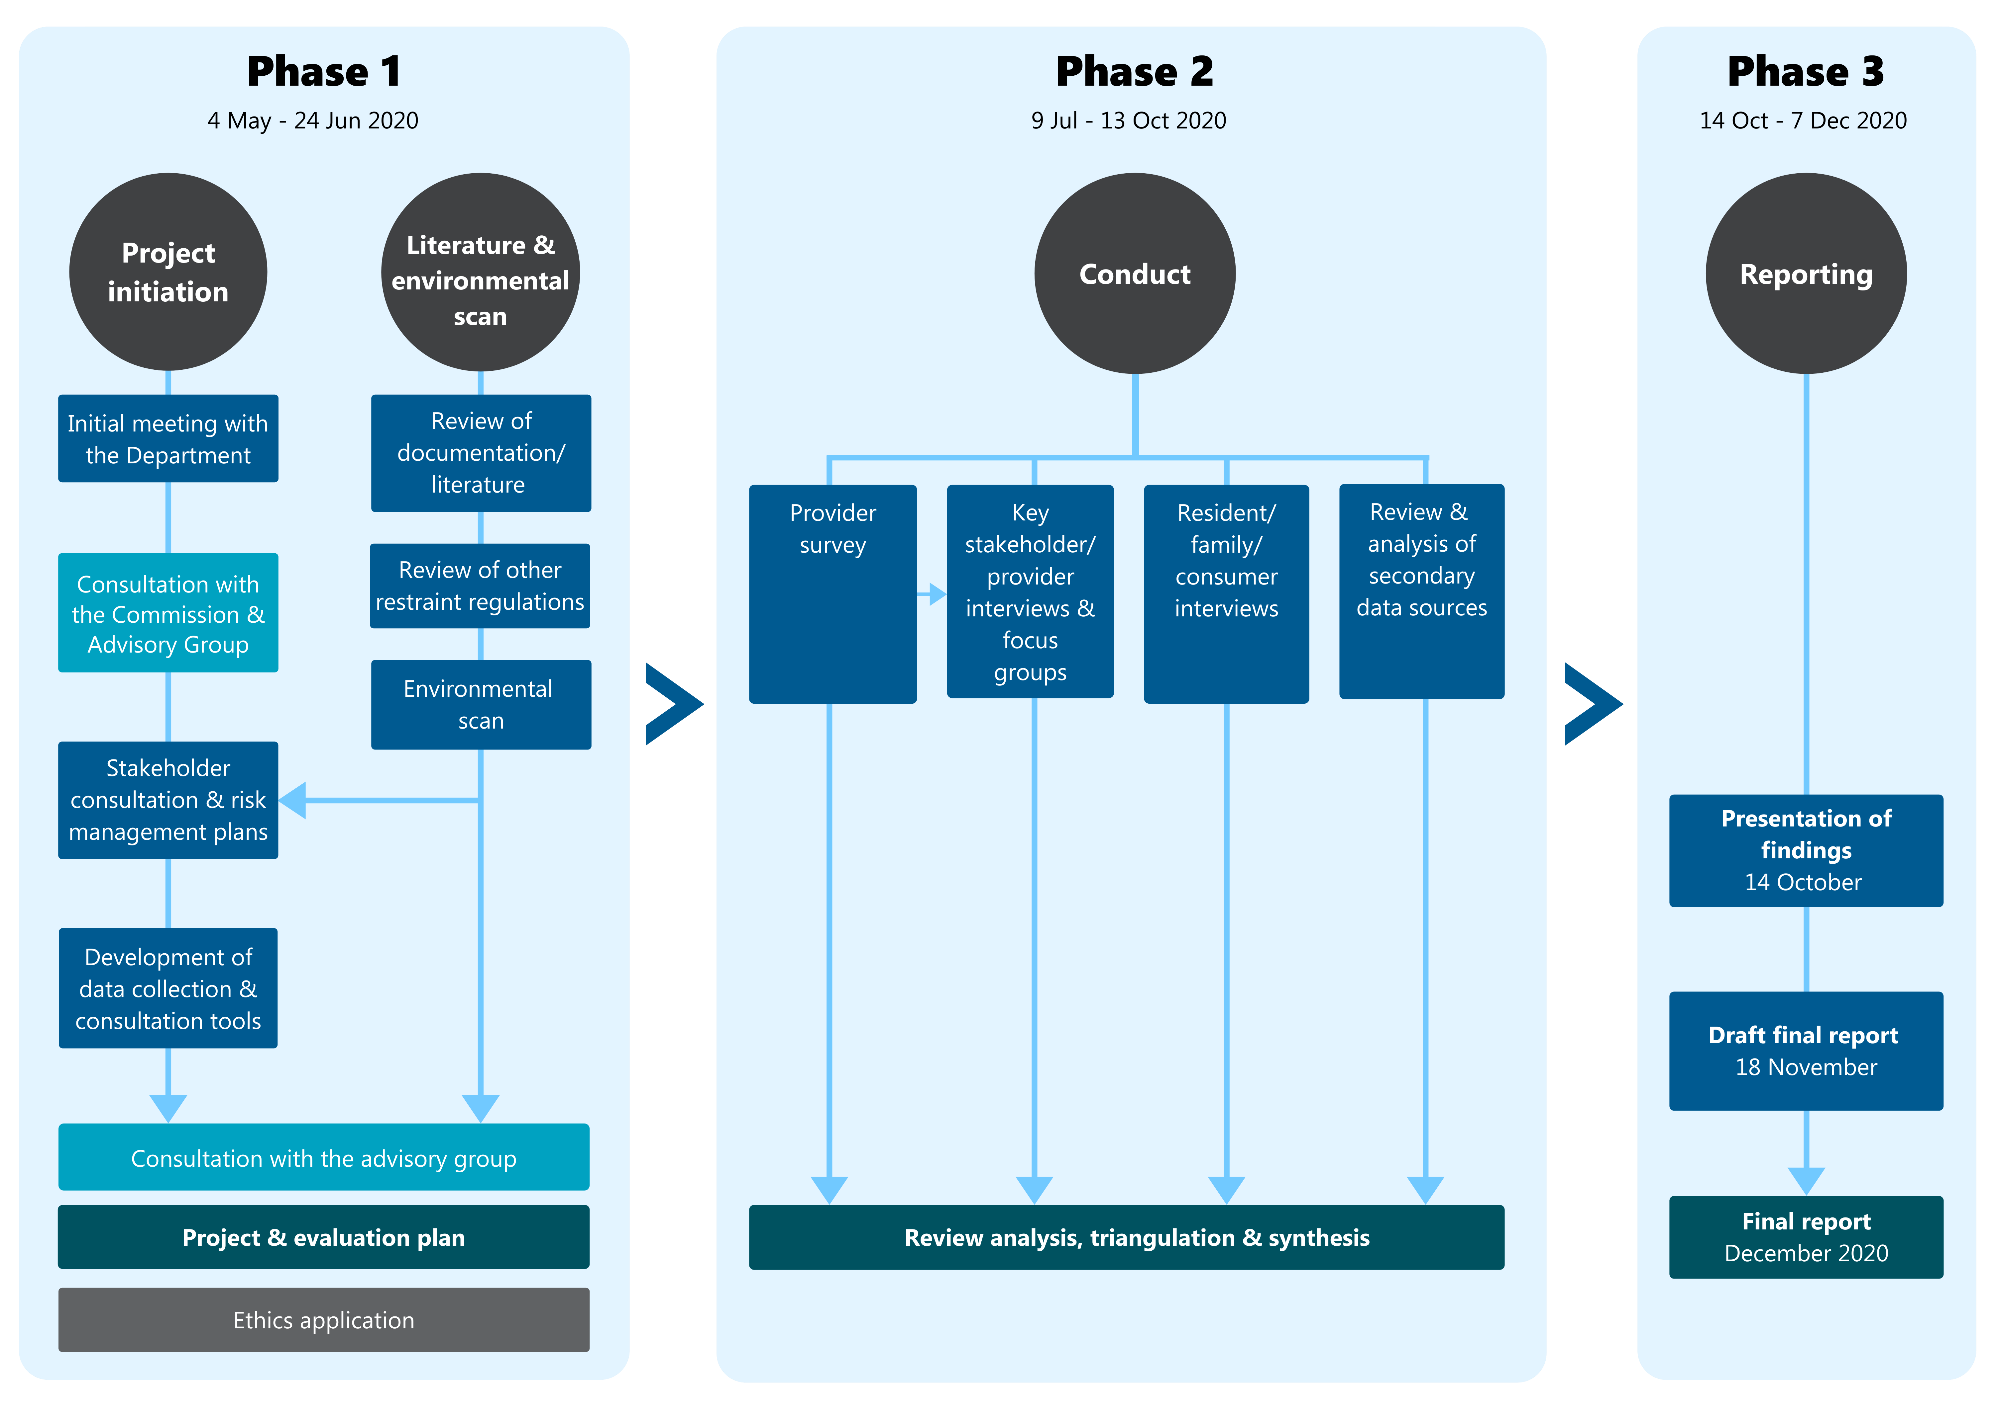 Phase 1
4 May - 24 Jun 2020
Project
initiation
Initial meeting with
the Department
Consultation with
the Commission &
Advisory Group
Stakeholder
consultation & risk
management plans
Development of
data collection &
consultation tools
Literature &
environmental
scan
Review of
documentation/
literature
Review of other
restraint regulations
Environmental
scan
Consultation with the advisory group
Project & evaluation plan
Ethics application
Phase 2
9 Jul - 13 Oct 2020
Conduct
Provider
survey
Key
stakeholder/
provider
interviews &
focus
groups
Resident/
family/
consumer
interviews
Review &
analysis of
secondary
data sources
Review analysis, triangulation & synthesis
Phase 3
14 Oct - 7 Dec 2020
Reporting
Presentation of
findings
14 October
Draft final report
18 November
Final report
December 2020